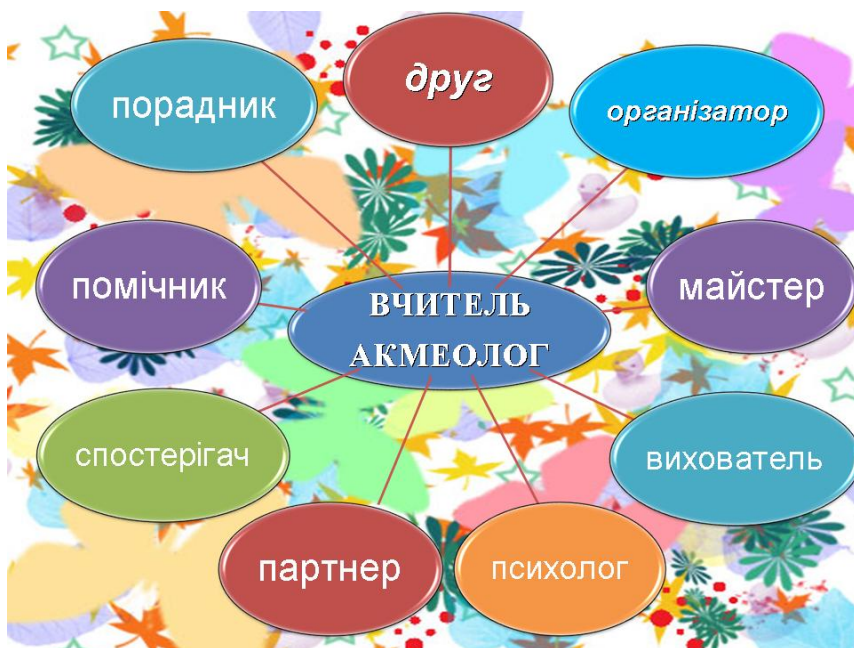 порадник
друг
організатор
помічник
ВЧИТЕЛЬ
АКМЕОЛОГ
майстер
спостерігач
вихователь
партнер
психолог